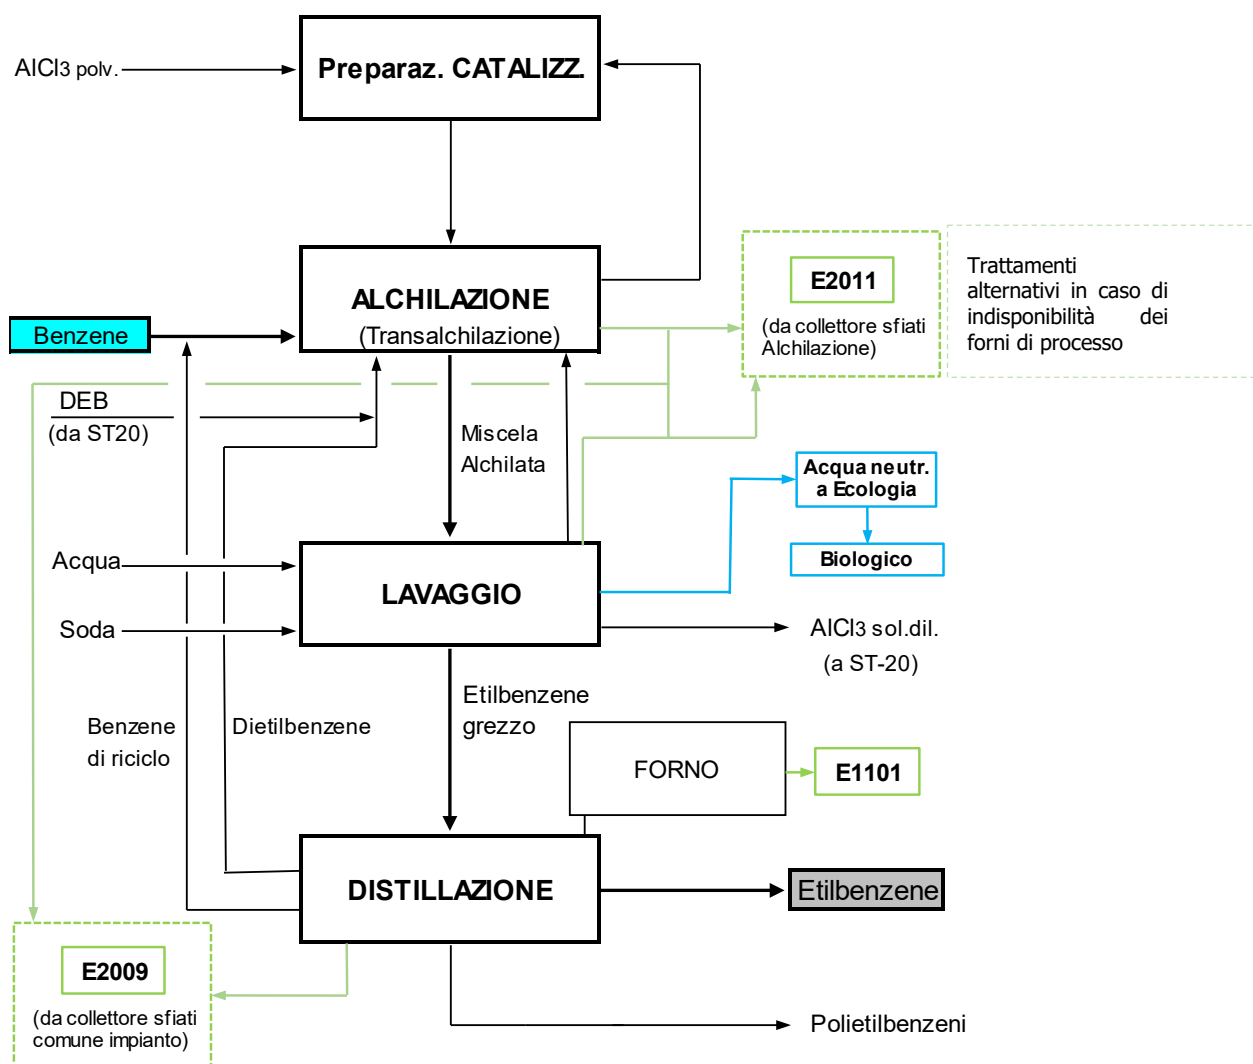 Preparaz. CATALIZZ.
AlCl3 polv.
ALCHILAZIONE
(Transalchilazione)
Benzene
E2011
(da collettore sfiati
Alchilazione)
Trattamenti
alternativi in caso di
indisponibilità dei
forni di processo
DEB
(da ST20)
Miscela
Alchilata
Acqua neutr.
a Ecologia
Biologico
Acqua
LAVAGGIO
Soda
AlCl3 sol.dil.
(a ST-20)
Etilbenzene
grezzo
Benzene
di riciclo
Dietilbenzene
FORNO
E1101
DISTILLAZIONE
Etilbenzene
E2009
(da collettore sfiati
comune impianto)
Polietilbenzeni